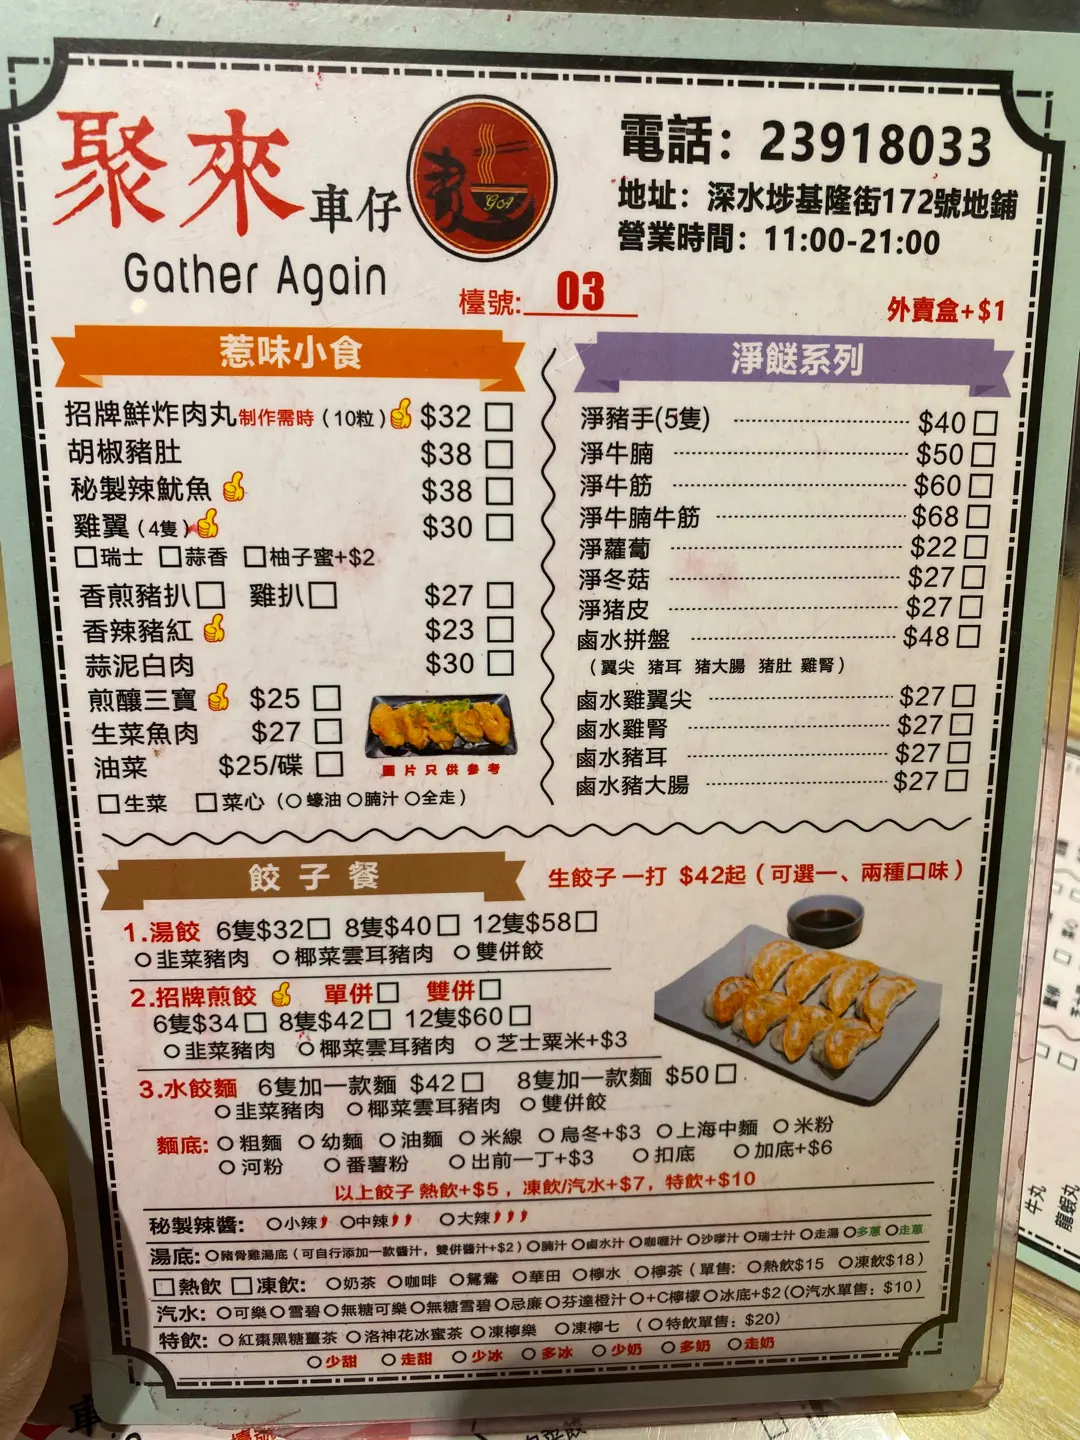 聚來 車仔麵
GA
Gather Again
電話：23918033
地址：深水埗基隆街172號地鋪
營業時間：11:00-21:00
檯號: 03
外賣盒+$1
惹味小食
招牌鮮炸肉丸 制作需時（10粒） $32
胡椒豬肚 $38
秘製辣魷魚 $38
雞翼（4隻） $30
瑞士 蒜香 柚子蜜+$2
香煎豬扒 雞扒 $27
香辣豬紅 $23
蒜泥白肉 $30
煎釀三寶 $25
生菜魚肉 $27
油菜 $25/碟
圖片只供參考
生菜 菜心（蠔油 腩汁 全走）
淨餸系列
淨豬手(5隻) $40
淨牛腩 $50
淨牛筋 $60
淨牛腩牛筋 $68
淨蘿蔔 $22
淨冬菇 $27
淨猪皮 $27
鹵水拼盤 $48
（翼尖 猪耳 猪大腸 猪肚 雞腎）
鹵水雞翼尖 $27
鹵水雞腎 $27
鹵水豬耳 $27
鹵水豬大腸 $27
餃子餐
生餃子一打 $42起（可選一、兩種口味）
1.湯餃 6隻$32 8隻$40 12隻$58
韭菜豬肉 椰菜雲耳豬肉 雙併餃
2.招牌煎餃 單併 雙併
6隻$34 8隻$42 12隻$60
韭菜豬肉 椰菜雲耳豬肉 芝士粟米+$3
3.水餃麵 6隻加一款麵 $42 8隻加一款麵 $50
韭菜豬肉 椰菜雲耳豬肉 雙併餃
麵底: 粗麵 幼麵 油麵 米線 烏冬+$3 上海中麵 米粉
河粉 番薯粉 出前一丁+$3 扣底 加底+$6
以上餃子 熱飲+$5，凍飲/汽水+$7，特飲+$10
秘製辣醬: 小辣 中辣 大辣
湯底: 豬骨雞湯底（可自行添加一款醬汁，雙併醬汁+$2） 腩汁 鹵水汁 咖喱汁 沙嗲汁 瑞士汁 走湯 多蔥 走蔥
熱飲 凍飲: 奶茶 咖啡 鴛鴦 華田 檸水 檸茶（單售: 熱飲$15 凍飲$18）
汽水: 可樂 雪碧 無糖可樂 無糖雪碧 忌廉 芬達橙汁 +C檸檬 冰底+$2（汽水單售: $10）
特飲: 紅棗黑糖薑茶 洛神花冰蜜茶 凍檸樂 凍檸七 （特飲單售: $20）
少甜 走甜 少冰 多冰 少奶 多奶 走奶
牛丸
龍蝦丸